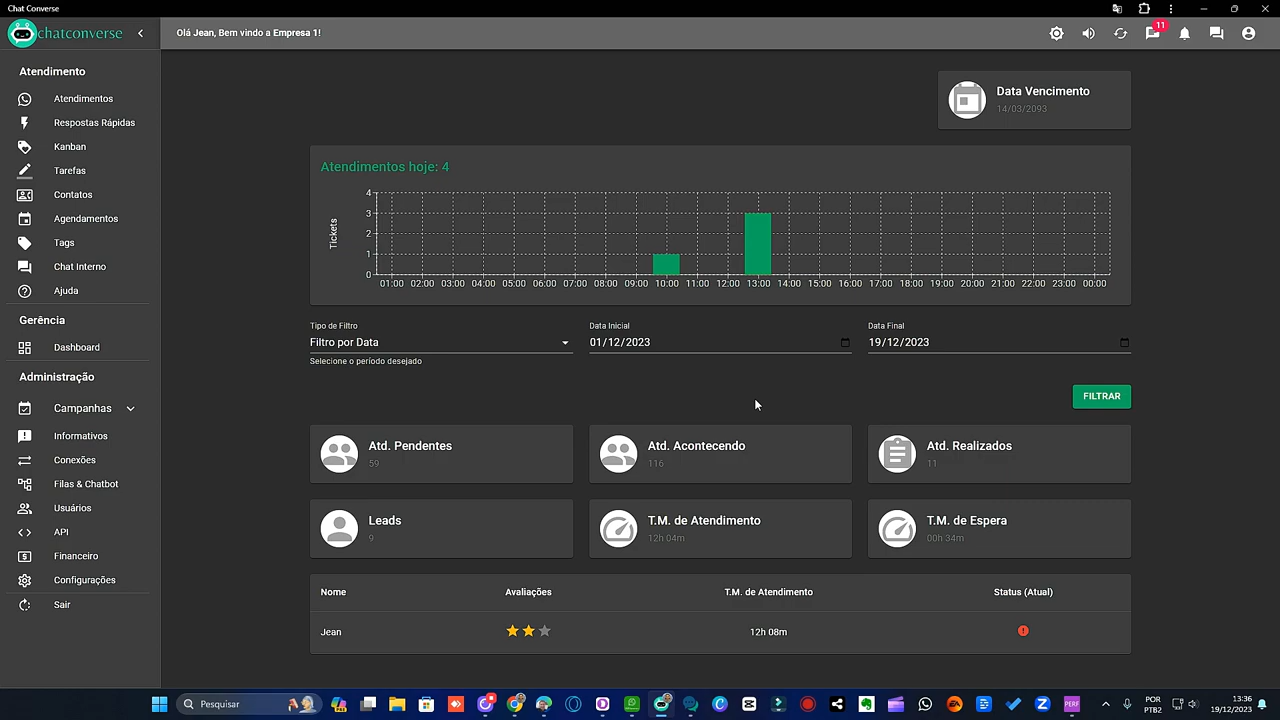 Chat Converse
chatconverse
Olá Jean, Bem vindo a Empresa 1!
11
Atendimento
Atendimentos
Respostas Rápidas
Kanban
Tarefas
Contatos
Agendamentos
Tags
Chat Interno
Ajuda
Gerência
Dashboard
Administração
Campanhas
Informativos
Conexões
Filas & Chatbot
Usuários
API
Financeiro
Configurações
Sair
Data Vencimento
14/03/2093
Atendimentos hoje: 4
Tickets
4
3
2
1
0
01:00 02:00 03:00 04:00 05:00 06:00 07:00 08:00 09:00 10:00 11:00 12:00 13:00 14:00 15:00 16:00 17:00 18:00 19:00 20:00 21:00 22:00 23:00 00:00
Tipo de Filtro Data Inicial Data Final
Filtro por Data 01/12/2023 19/12/2023
Selecione o período desejado
FILTRAR
Atd. Pendentes
59
Atd. Acontecendo
116
Atd. Realizados
11
Leads
9
T.M. de Atendimento
12h 04m
T.M. de Espera
00h 34m
Nome Avaliações T.M. de Atendimento Status (Atual)
Jean 12h 08m
Pesquisar
PERF
POR
PTB2
13:36
19/12/2023